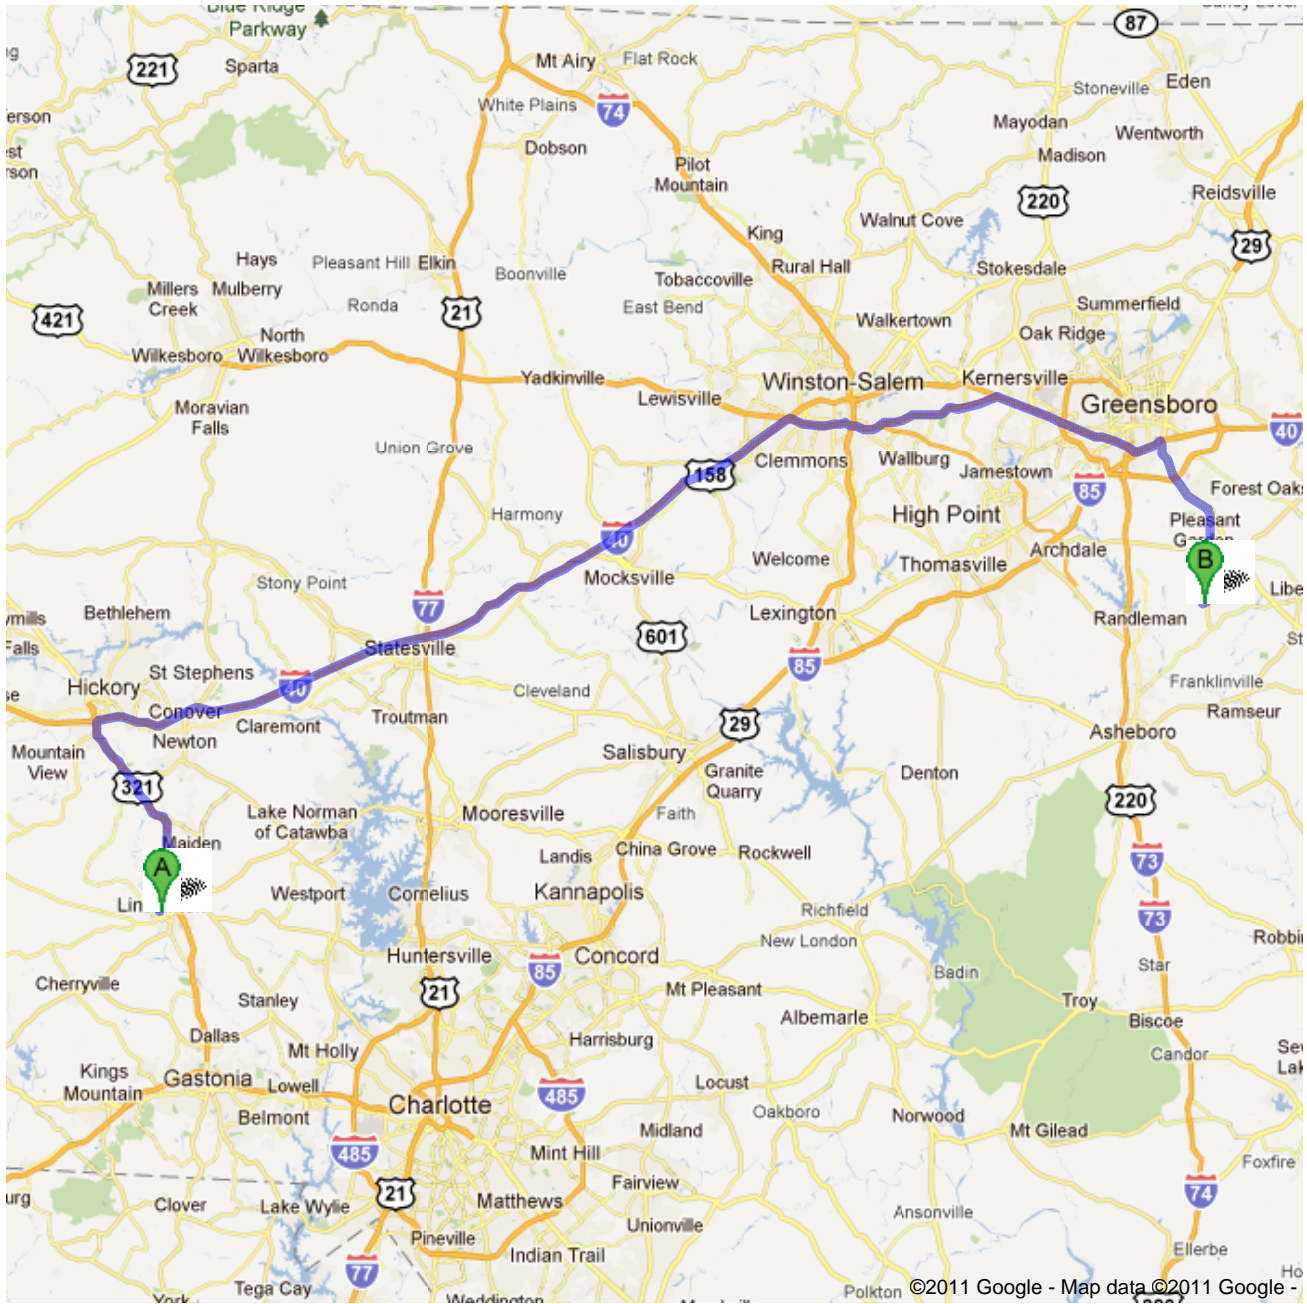 Blue Ridge
Parkway
87
221
Sparta
Mt Airy
Flat Rock
Stoneville
Eden
White Plains
74
Mayodan
Wentworth
Dobson
Madison
Pilot
Mountain
220
Reidsville
Walnut Cove
King
29
Hays
Pleasant Hill
Elkin
Boonville
Rural Hall
Stokesdale
Tobaccoville
Millers
Creek
Mulberry
Ronda
21
East Bend
Summerfield
421
Walkertown
Oak Ridge
North
Wilkesboro
Wilkesboro
Yadkinville
Winston-Salem
Kernersville
Lewisville
Greensboro
Moravian
Falls
40
Union Grove
Clemmons
Wallburg
Jamestown
158
85
Forest Oaks
Harmony
High Point
Pleasant
Garden
40
Welcome
Archdale
B
Mocksville
Thomasville
Stony Point
Bethlehem
77
Lexington
Randleman
601
Statesville
85
St Stephens
Hickory
40
Cleveland
Franklinville
Conover
Claremont
Troutman
29
Ramseur
Newton
Asheboro
Mountain
View
Salisbury
Granite
Quarry
Denton
321
220
Lake Norman
of Catawba
Mooresville
Faith
Maiden
Landis
China Grove
Rockwell
73
A
Westport
Cornelius
Kannapolis
Lin
Richfield
73
New London
Huntersville
85
Concord
Robbin
Cherryville
Star
Badin
21
Stanley
Mt Pleasant
Troy
Albemarle
Biscoe
Dallas
Mt Holly
Harrisburg
Candor
Kings
Mountain
Gastonia
Lowell
Locust
485
Charlotte
Oakboro
Norwood
Belmont
Midland
Mt Gilead
485
Mint Hill
Foxfire
Fairview
21
74
Clover
Lake Wylie
Matthews
Ansonville
Unionville
Pineville
Indian Trail
Ellerbe
77
Tega Cay
Polkton
York
Weddington
©2011 Google - Map data ©2011 Google -